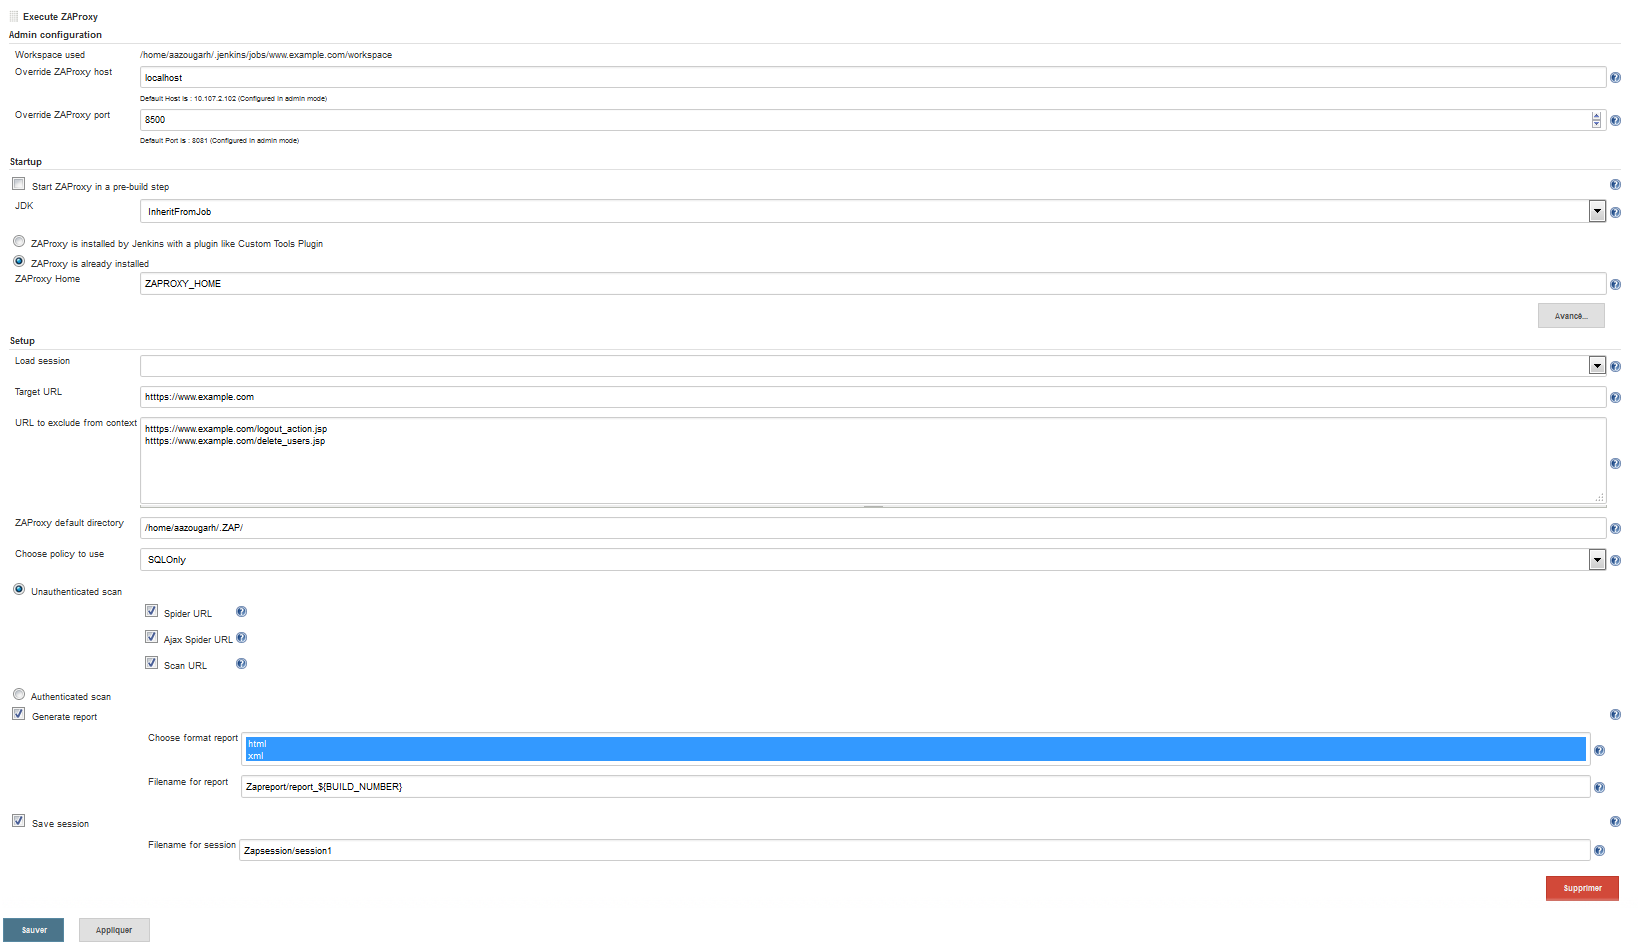 Execute ZAProxy
Admin configuration
Workspace used /home/aazougarh/.jenkins/jobs/www.example.com/workspace
Override ZAProxy host localhost
Default Host is : 10.107.2.102 (Configured in admin mode)
Override ZAProxy port 8500
Default Port is : 8081 (Configured in admin mode)
Startup
Start ZAProxy in a pre-build step
JDK InheritFromJob
ZAProxy is installed by Jenkins with a plugin like Custom Tools Plugin
ZAProxy is already installed
ZAProxy Home ZAPROXY_HOME
Avancé...
Setup
Load session
Target URL htttps://www.example.com
URL to exclude from context htttps://www.example.com/logout_action.jsp
htttps://www.example.com/delete_users.jsp
ZAProxy default directory /home/aazougarh/.ZAP/
Choose policy to use SQLOnly
Unauthenticated scan
Spider URL
Ajax Spider URL
Scan URL
Authenticated scan
Generate report
Choose format report html
xml
Filename for report Zapreport/report_${BUILD_NUMBER}
Save session
Filename for session Zapsession/session1
Supprimer
Sauver Appliquer